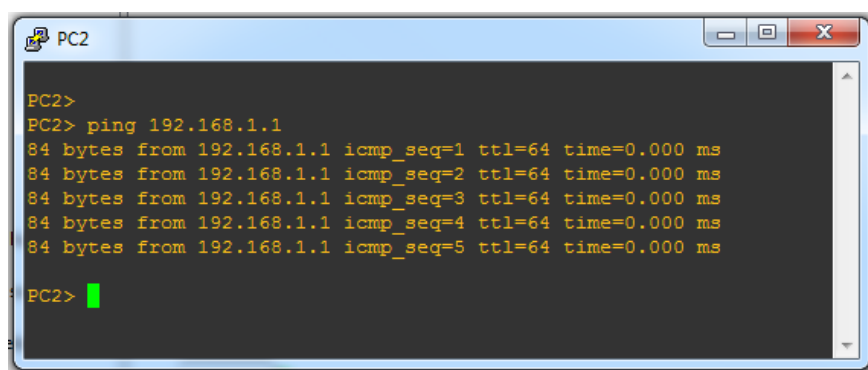 PC2
PC2>
PC2> ping 192.168.1.1
84 bytes from 192.168.1.1 icmp_seq=1 ttl=64 time=0.000 ms
84 bytes from 192.168.1.1 icmp_seq=2 ttl=64 time=0.000 ms
84 bytes from 192.168.1.1 icmp_seq=3 ttl=64 time=0.000 ms
84 bytes from 192.168.1.1 icmp_seq=4 ttl=64 time=0.000 ms
84 bytes from 192.168.1.1 icmp_seq=5 ttl=64 time=0.000 ms
PC2>